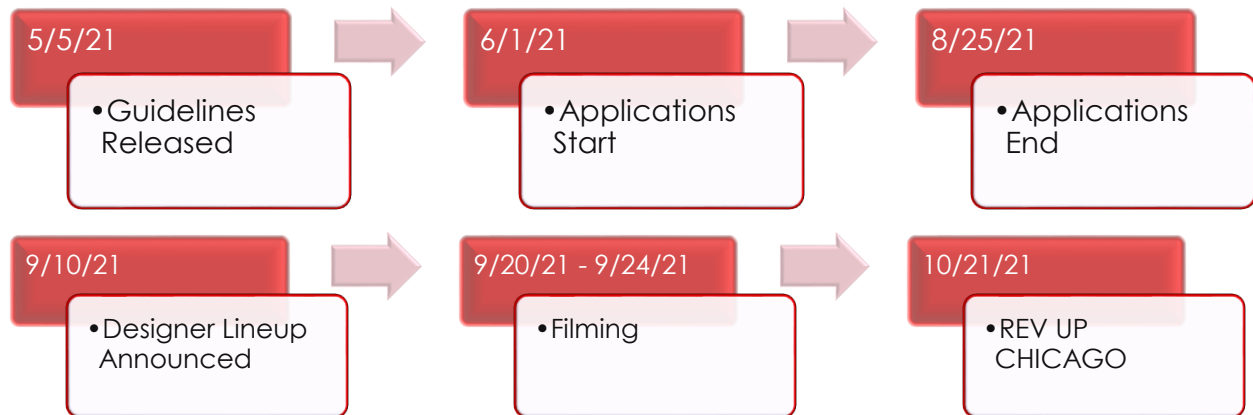 5/5/21
•Guidelines
Released
6/1/21
•Applications
Start
8/25/21
•Applications
End
9/10/21
•Designer Lineup
Announced
9/20/21 - 9/24/21
•Filming
10/21/21
•REV UP
CHICAGO